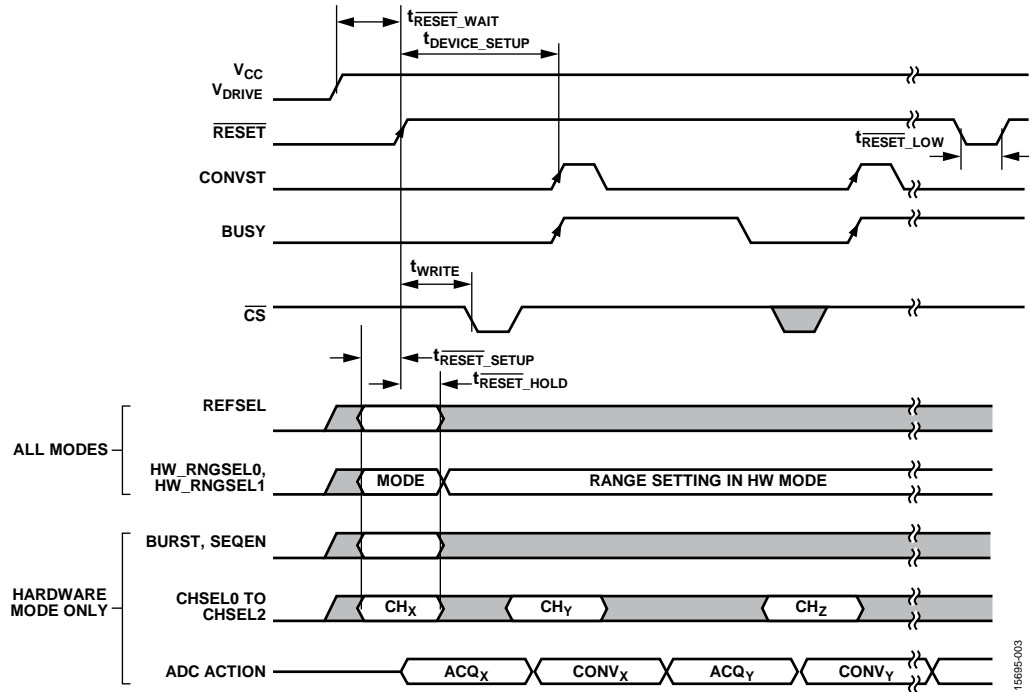 tRESET_WAIT
tDEVICE_SETUP
VCC
VDRIVE
RESET
tRESET_LOW
CONVST
BUSY
tWRITE
CS
tRESET_SETUP
tRESET_HOLD
REFSEL
ALL MODES
HW_RNGSEL0,
HW_RNGSEL1
MODE
RANGE SETTING IN HW MODE
BURST, SEQEN
HARDWARE
MODE ONLY
CHSEL0 TO
CHSEL2
CHX
CHY
CHZ
ADC ACTION
ACQX
CONVX
ACQY
CONVY
15695-003